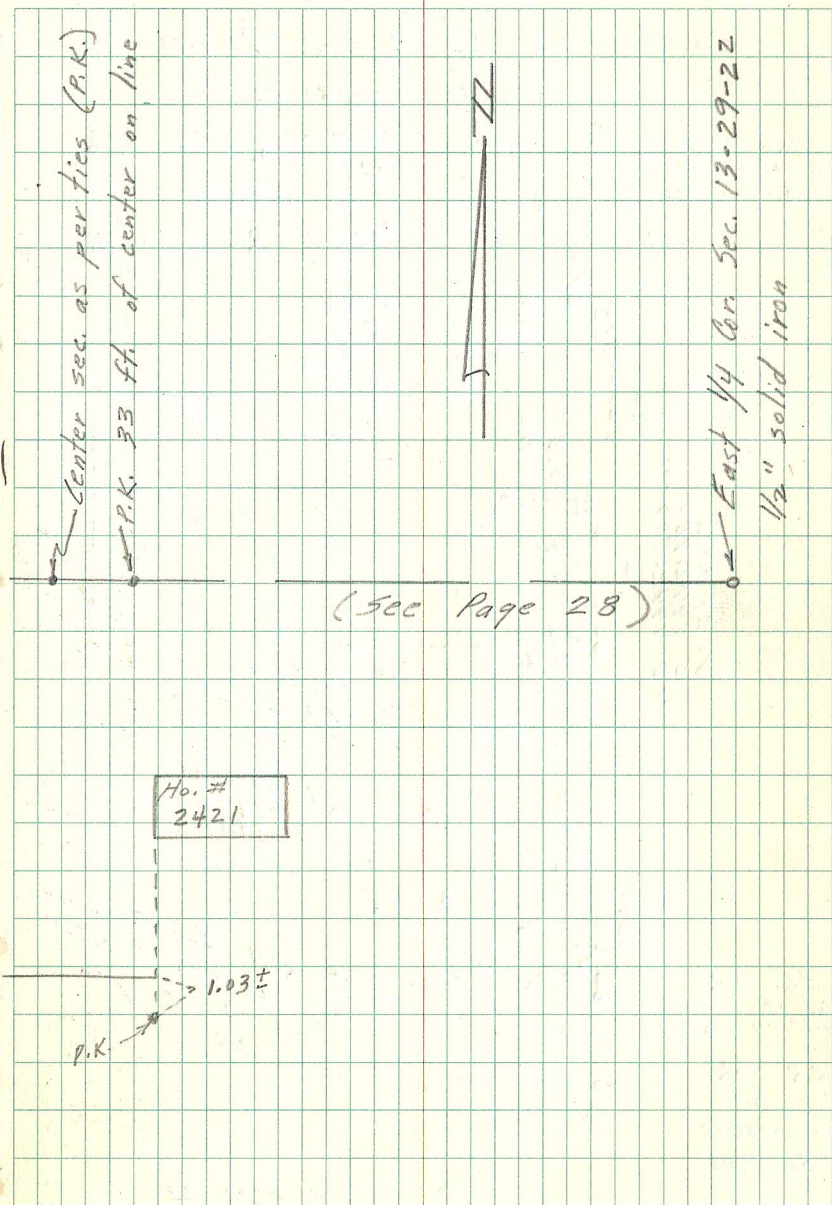 Center sec. as per ties (P.K.)
P.K. 33 ft. of center on line
N
East 1/4 Cor. Sec. 13-29-22
1/2" solid iron
(See Page 28)
Ho. #
2421
1.03±
P.K.